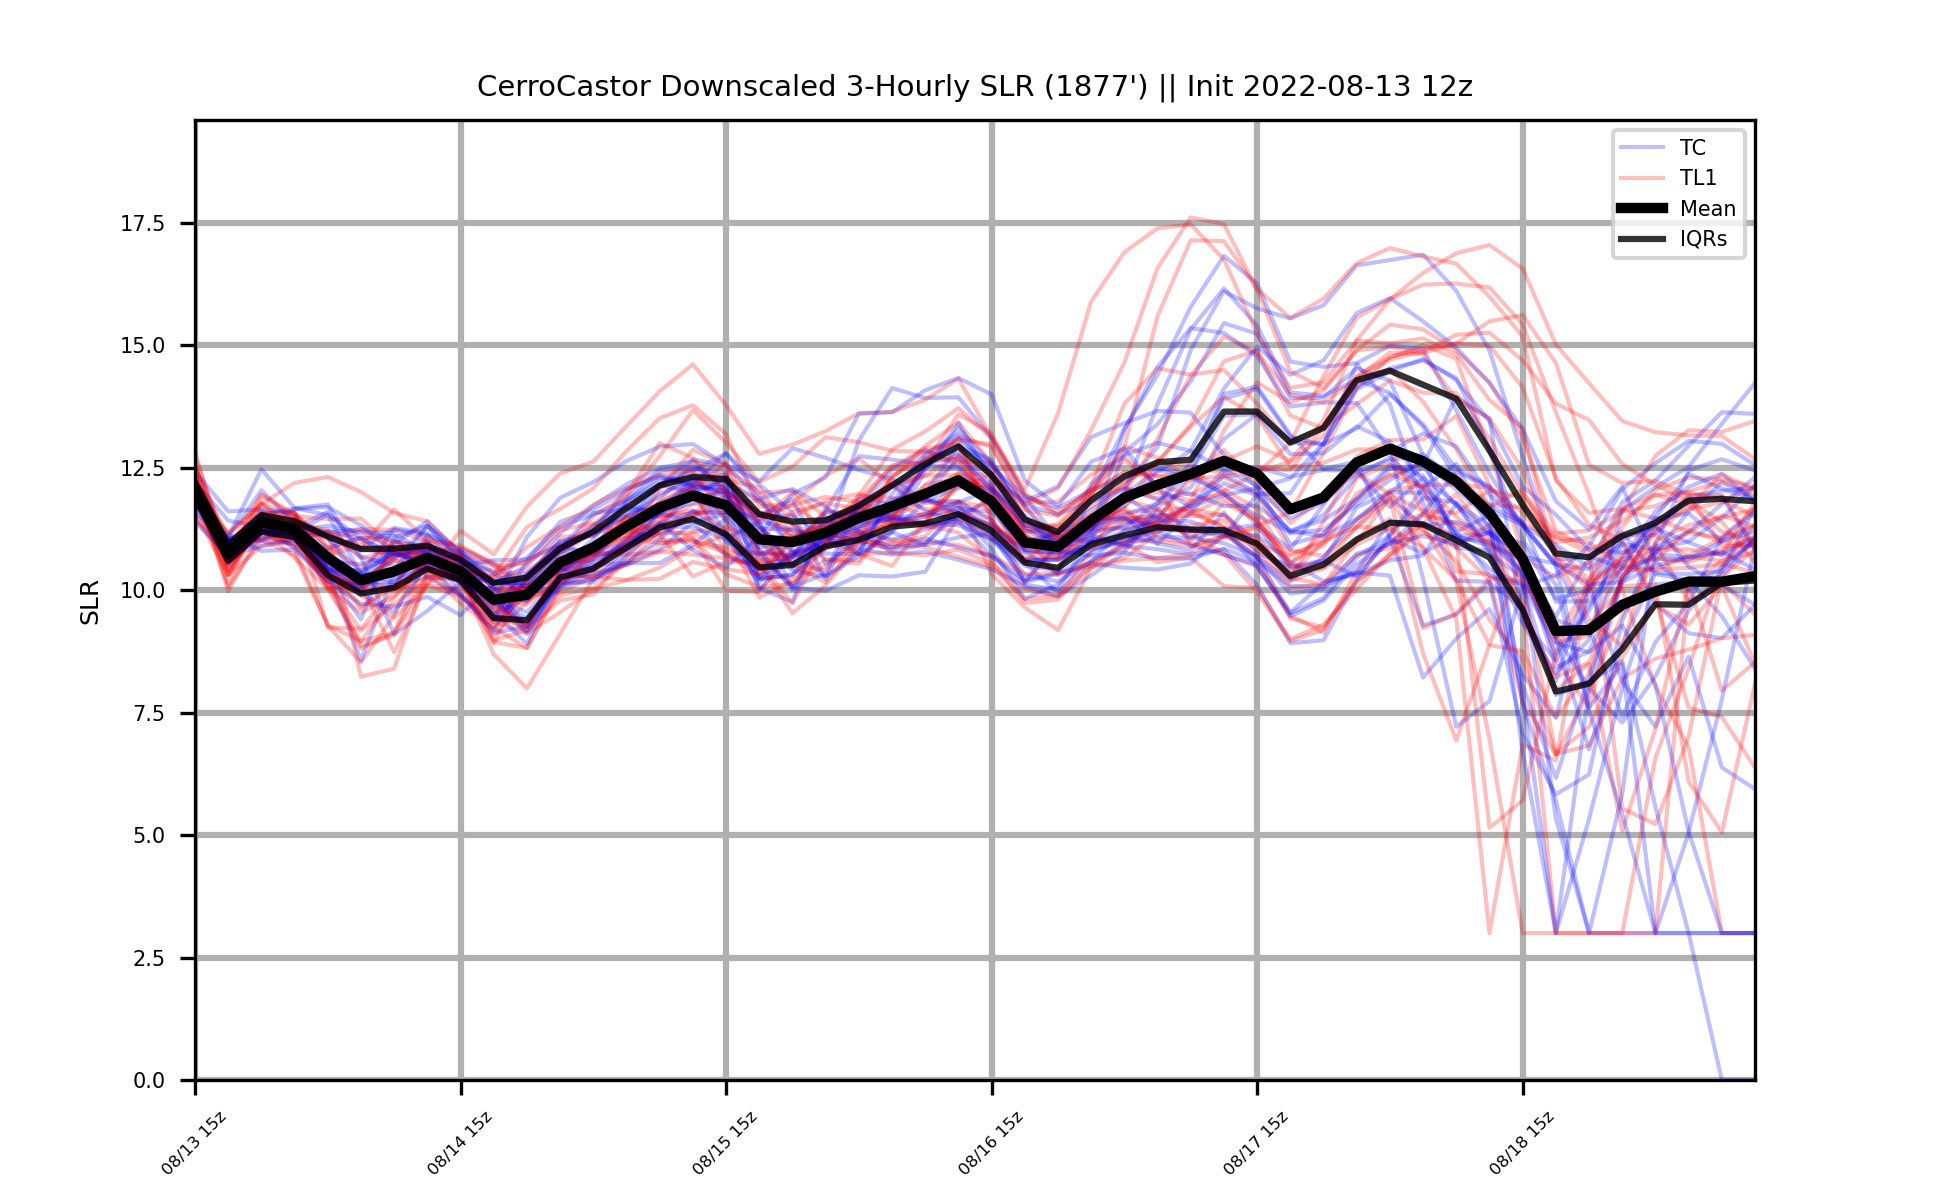 CerroCastor Downscaled 3-Hourly SLR (1877') || Init 2022-08-13 12z
TC
TL1
Mean
IQRs
SLR
17.5
15.0
12.5
10.0
7.5
5.0
2.5
0.0
08/13 15z
08/14 15z
08/15 15z
08/16 15z
08/17 15z
08/18 15z